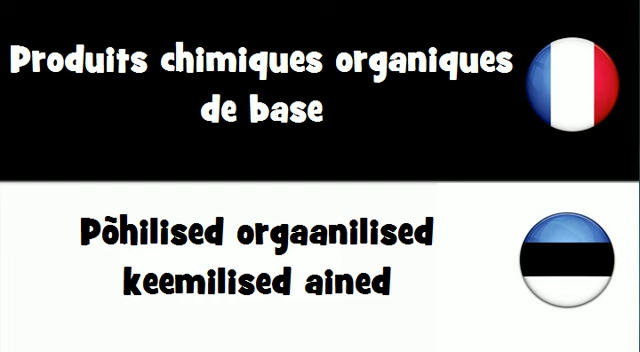 Produits chimiques organiques
de base
Põhilised orgaanilised
keemilised ained